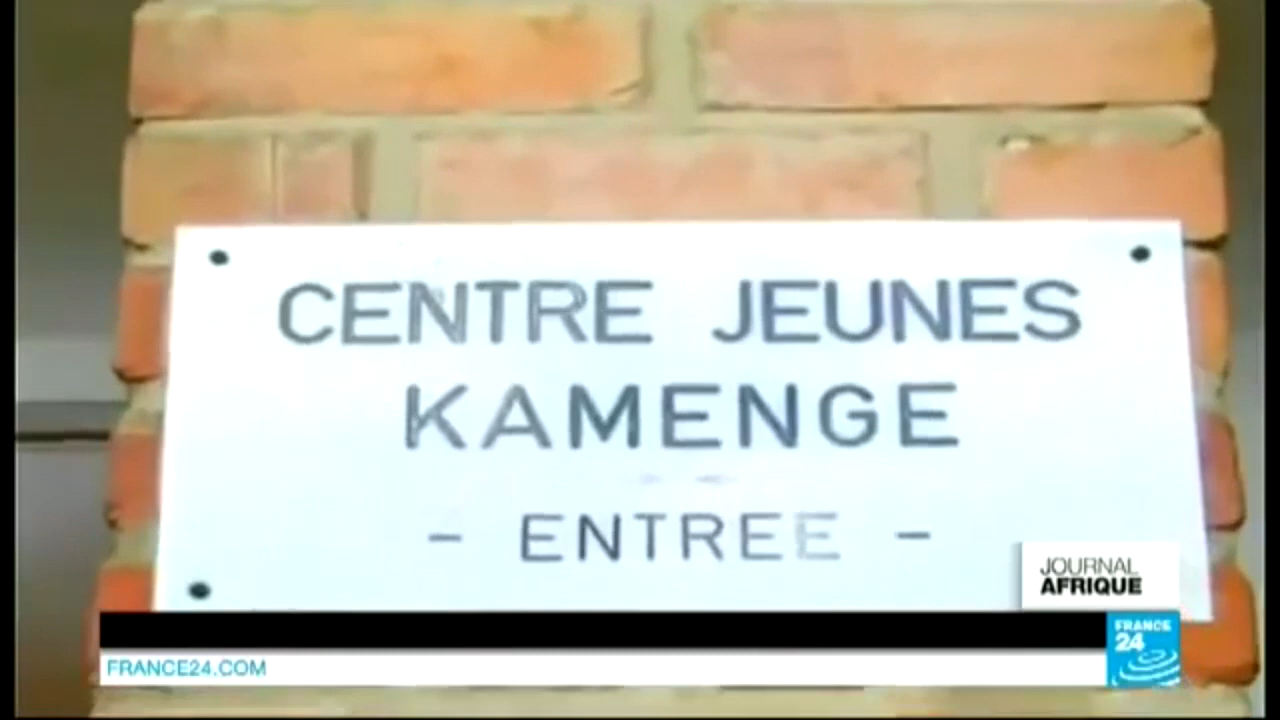 CENTRE JEUNES
KAMENGE
- ENTREE -
JOURNAL
AFRIQUE
FRANCE
24
FRANCE24.COM